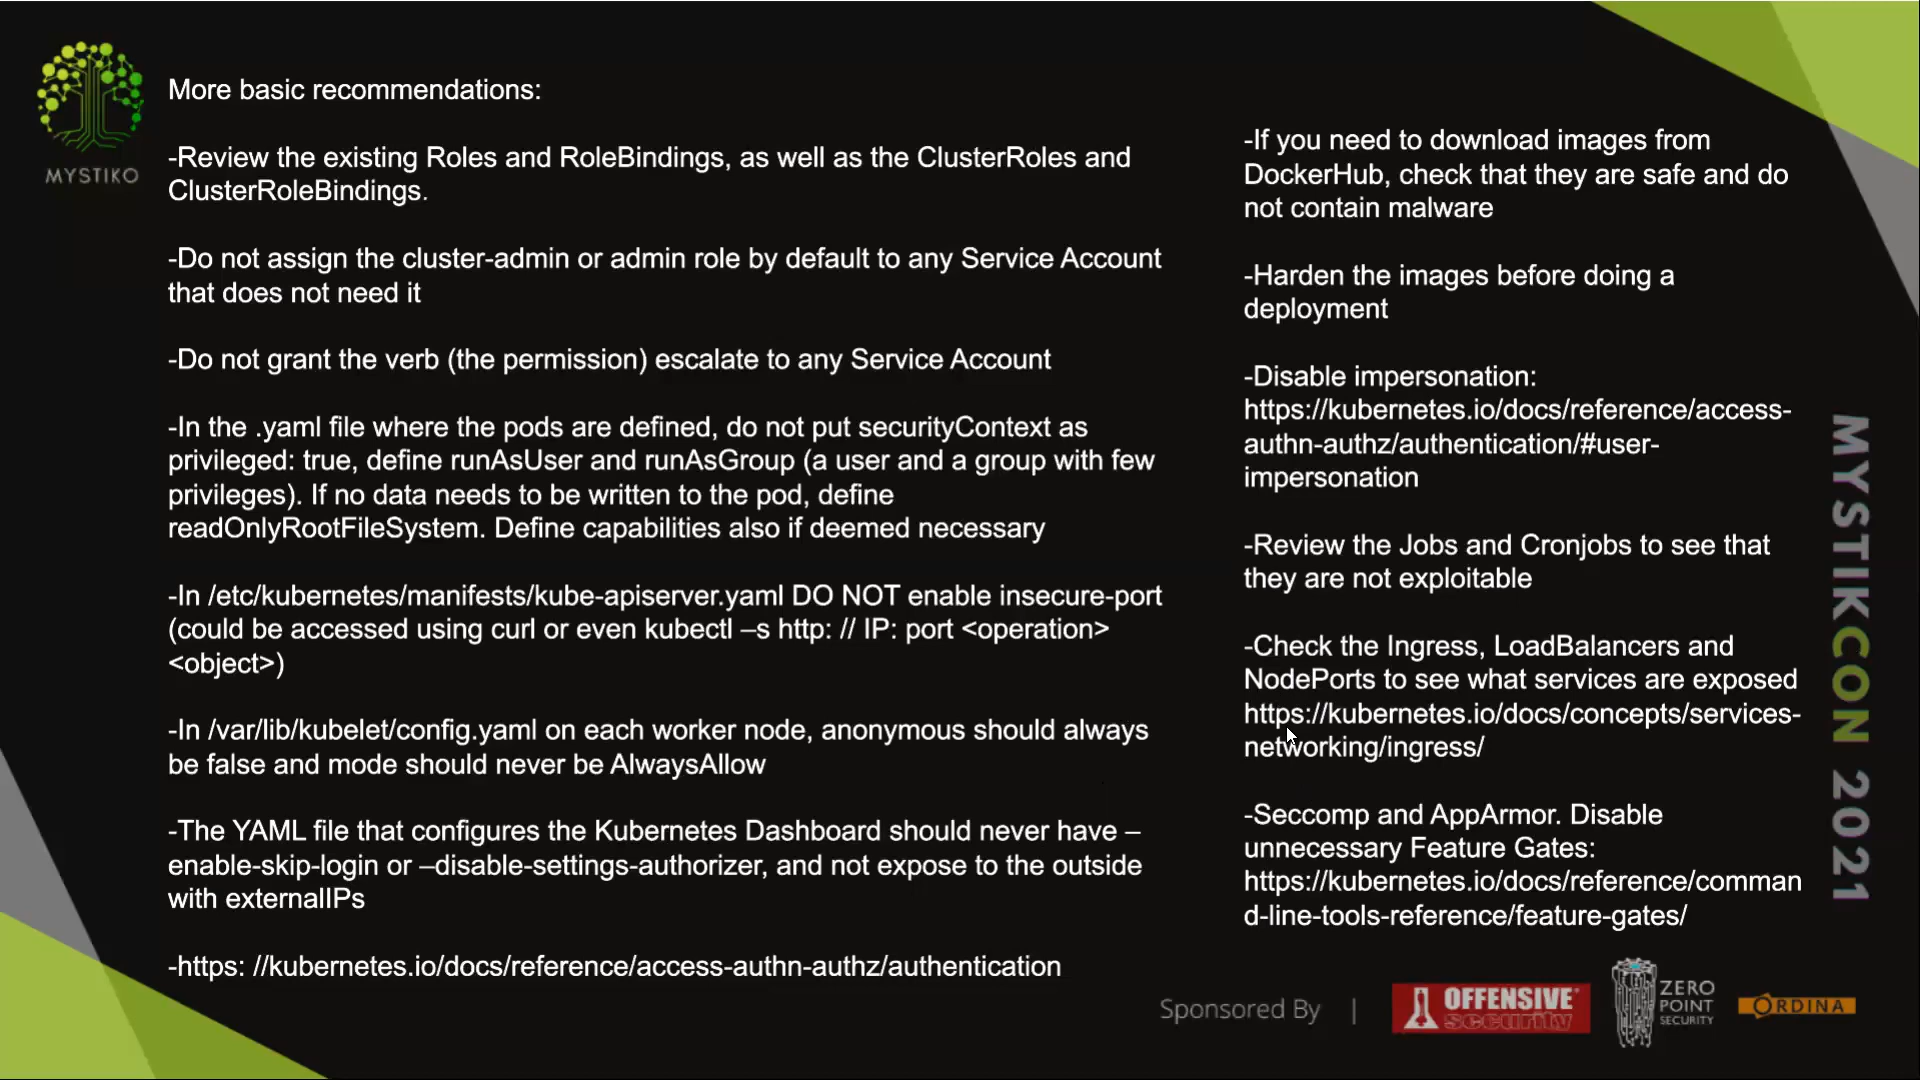 MYSTIKO
More basic recommendations:
-Review the existing Roles and RoleBindings, as well as the ClusterRoles and
ClusterRoleBindings.
-Do not assign the cluster-admin or admin role by default to any Service Account
that does not need it
-Do not grant the verb (the permission) escalate to any Service Account
-In the .yaml file where the pods are defined, do not put securityContext as
privileged: true, define runAsUser and runAsGroup (a user and a group with few
privileges). If no data needs to be written to the pod, define
readOnlyRootFileSystem. Define capabilities also if deemed necessary
-In /etc/kubernetes/manifests/kube-apiserver.yaml DO NOT enable insecure-port
(could be accessed using curl or even kubectl –s http: // IP: port <operation>
<object>)
-In /var/lib/kubelet/config.yaml on each worker node, anonymous should always
be false and mode should never be AlwaysAllow
-The YAML file that configures the Kubernetes Dashboard should never have –
enable-skip-login or –disable-settings-authorizer, and not expose to the outside
with externalIPs
-https: //kubernetes.io/docs/reference/access-authn-authz/authentication
-If you need to download images from
DockerHub, check that they are safe and do
not contain malware
-Harden the images before doing a
deployment
-Disable impersonation:
https://kubernetes.io/docs/reference/access-
authn-authz/authentication/#user-
impersonation
-Review the Jobs and Cronjobs to see that
they are not exploitable
-Check the Ingress, LoadBalancers and
NodePorts to see what services are exposed
https://kubernetes.io/docs/concepts/services-
networking/ingress/
-Seccomp and AppArmor. Disable
unnecessary Feature Gates:
https://kubernetes.io/docs/reference/comman
d-line-tools-reference/feature-gates/
MYSTIKCON 2021
Sponsored By |
OFFENSIVE
security
ZERO
POINT
SECURITY
ORDINA